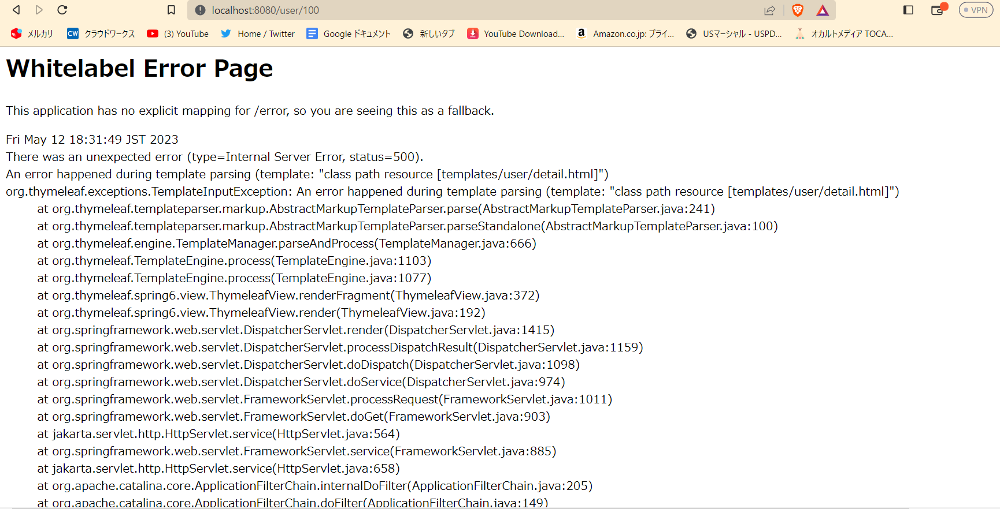 localhost:8080/user/100
VPN
メルカリ
CW クラウドワークス
(3) YouTube
Home / Twitter
Google ドキュメント
新しいタブ
YouTube Download...
a Amazon.co.jp: プライ...
USマーシャル - USPD...
オカルトメディア TOCA...
Whitelabel Error Page
This application has no explicit mapping for /error, so you are seeing this as a fallback.
Fri May 12 18:31:49 JST 2023
There was an unexpected error (type=Internal Server Error, status=500).
An error happened during template parsing (template: "class path resource [templates/user/detail.html]")
org.thymeleaf.exceptions.TemplateInputException: An error happened during template parsing (template: "class path resource [templates/user/detail.html]")
at org.thymeleaf.templateparser.markup.AbstractMarkupTemplateParser.parse(AbstractMarkupTemplateParser.java:241)
at org.thymeleaf.templateparser.markup.AbstractMarkupTemplateParser.parseStandalone(AbstractMarkupTemplateParser.java:100)
at org.thymeleaf.engine.TemplateManager.parseAndProcess(TemplateManager.java:666)
at org.thymeleaf.TemplateEngine.process(TemplateEngine.java:1103)
at org.thymeleaf.TemplateEngine.process(TemplateEngine.java:1077)
at org.thymeleaf.spring6.view.ThymeleafView.renderFragment(ThymeleafView.java:372)
at org.thymeleaf.spring6.view.ThymeleafView.render(ThymeleafView.java:192)
at org.springframework.web.servlet.DispatcherServlet.render(DispatcherServlet.java:1415)
at org.springframework.web.servlet.DispatcherServlet.processDispatchResult(DispatcherServlet.java:1159)
at org.springframework.web.servlet.DispatcherServlet.doDispatch(DispatcherServlet.java:1098)
at org.springframework.web.servlet.DispatcherServlet.doService(DispatcherServlet.java:974)
at org.springframework.web.servlet.FrameworkServlet.processRequest(FrameworkServlet.java:1011)
at org.springframework.web.servlet.FrameworkServlet.doGet(FrameworkServlet.java:903)
at jakarta.servlet.http.HttpServlet.service(HttpServlet.java:564)
at org.springframework.web.servlet.FrameworkServlet.service(FrameworkServlet.java:885)
at jakarta.servlet.http.HttpServlet.service(HttpServlet.java:658)
at org.apache.catalina.core.ApplicationFilterChain.internalDoFilter(ApplicationFilterChain.java:205)
at org.apache.catalina.core.ApplicationFilterChain.doFilter(ApplicationFilterChain.java:149)